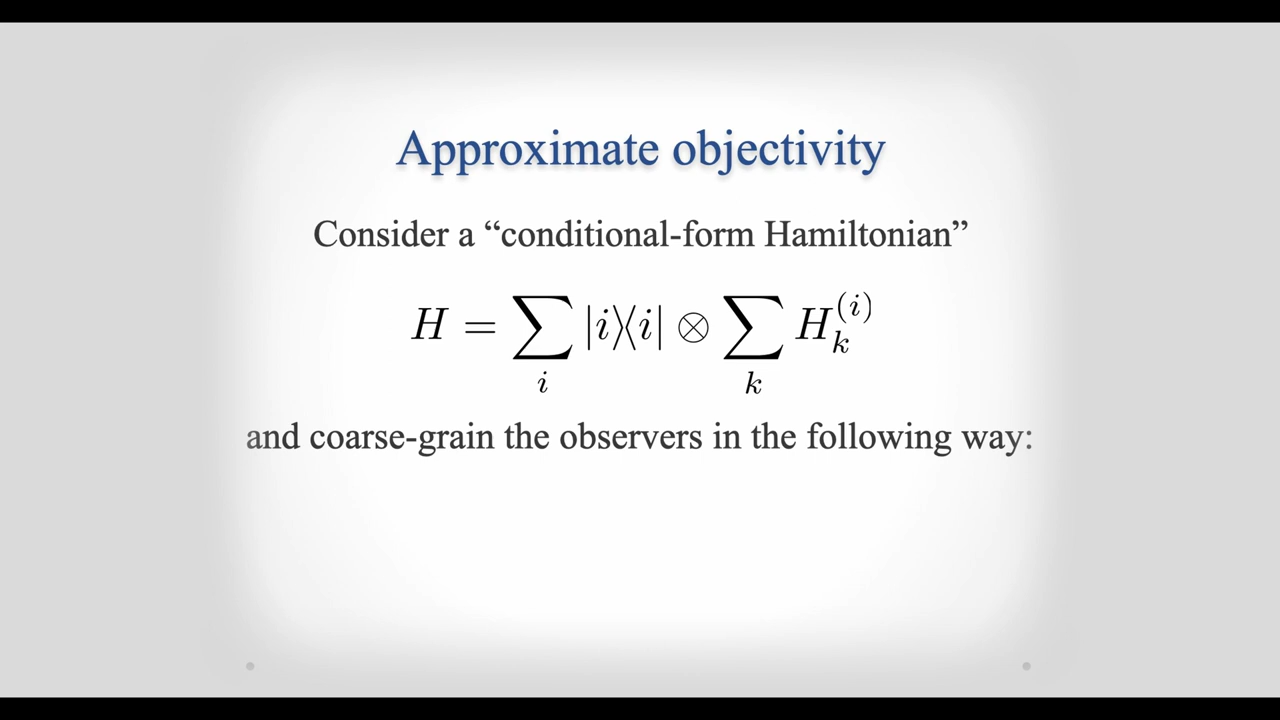 Approximate objectivity
Consider a “conditional-form Hamiltonian”
H = ∑_i |i⟩⟨i| ⊗ ∑_k H_k^{(i)}
and coarse-grain the observers in the following way: